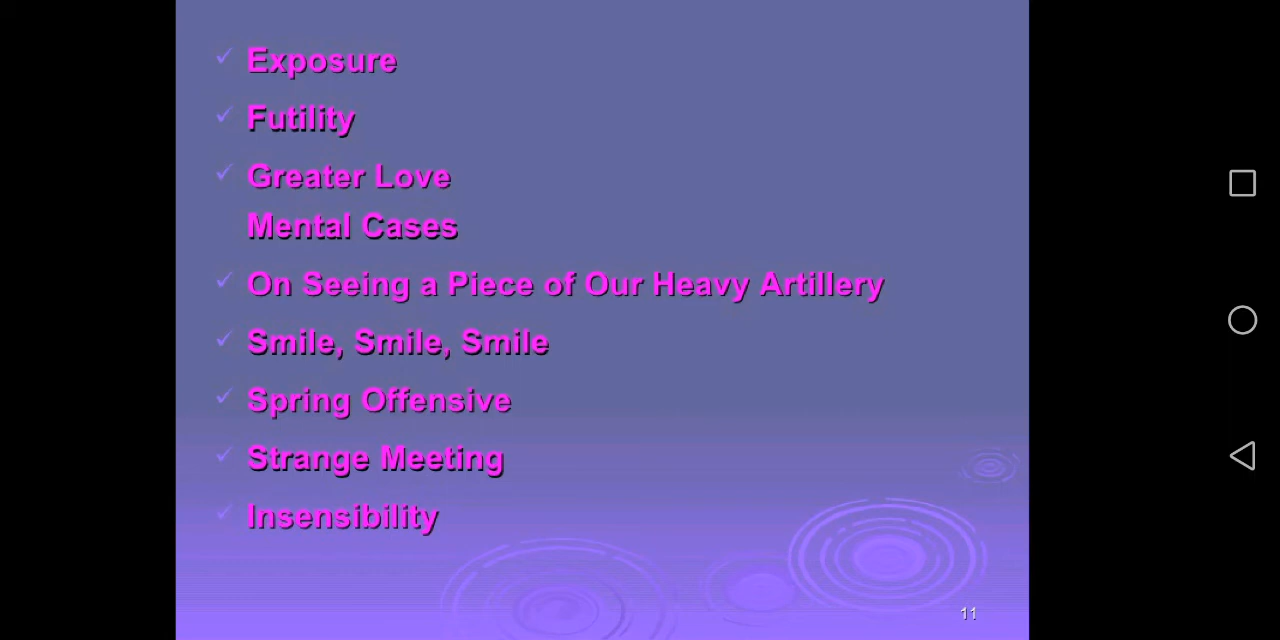 ✓ Exposure
✓ Futility
✓ Greater Love
Mental Cases
✓ On Seeing a Piece of Our Heavy Artillery
✓ Smile, Smile, Smile
✓ Spring Offensive
✓ Strange Meeting
✓ Insensibility
11